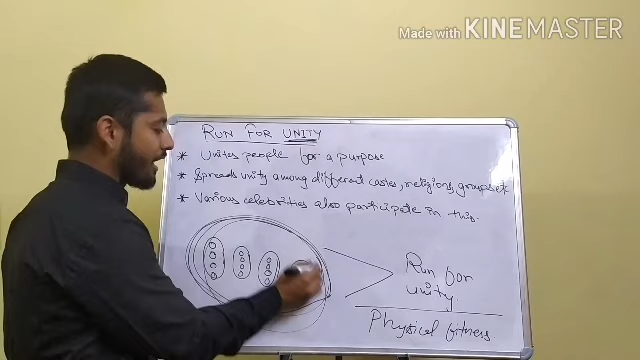 Made with KINEMASTER
RUN FOR UNITY
* Unites people for a purpose
* Spreads unity among different castes, religions, groups etc
* Various celebrities also participate in this.
Run for
unity
Physical fitness.